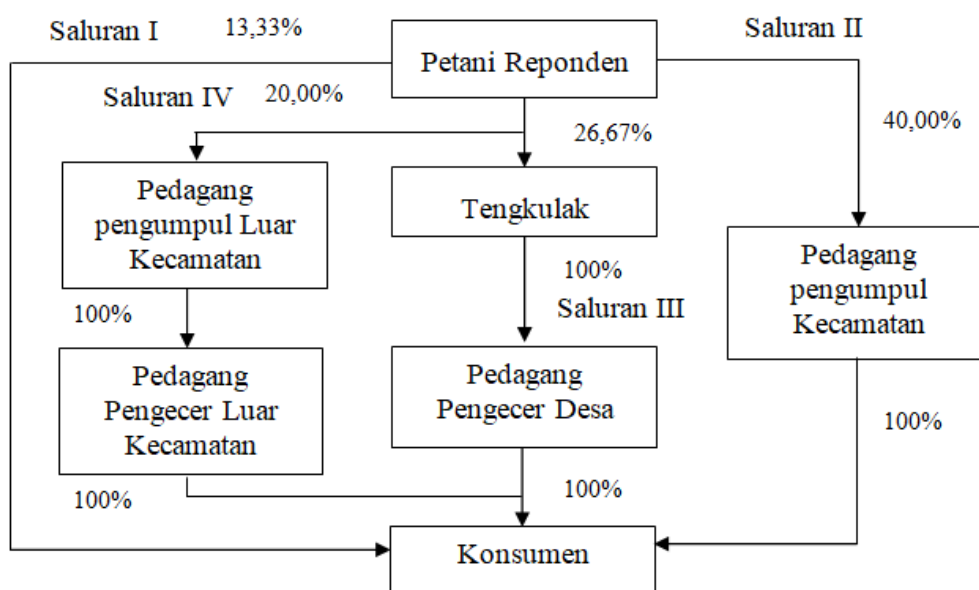 Saluran I
13,33%
Saluran II
Petani Reponden
Saluran IV
20,00%
26,67%
40,00%
Pedagang
pengumpul Luar
Kecamatan
Tengkulak
Pedagang
pengumpul
Kecamatan
100%
100%
Saluran III
Pedagang
Pengecer Luar
Kecamatan
Pedagang
Pengecer Desa
100%
100%
100%
Konsumen